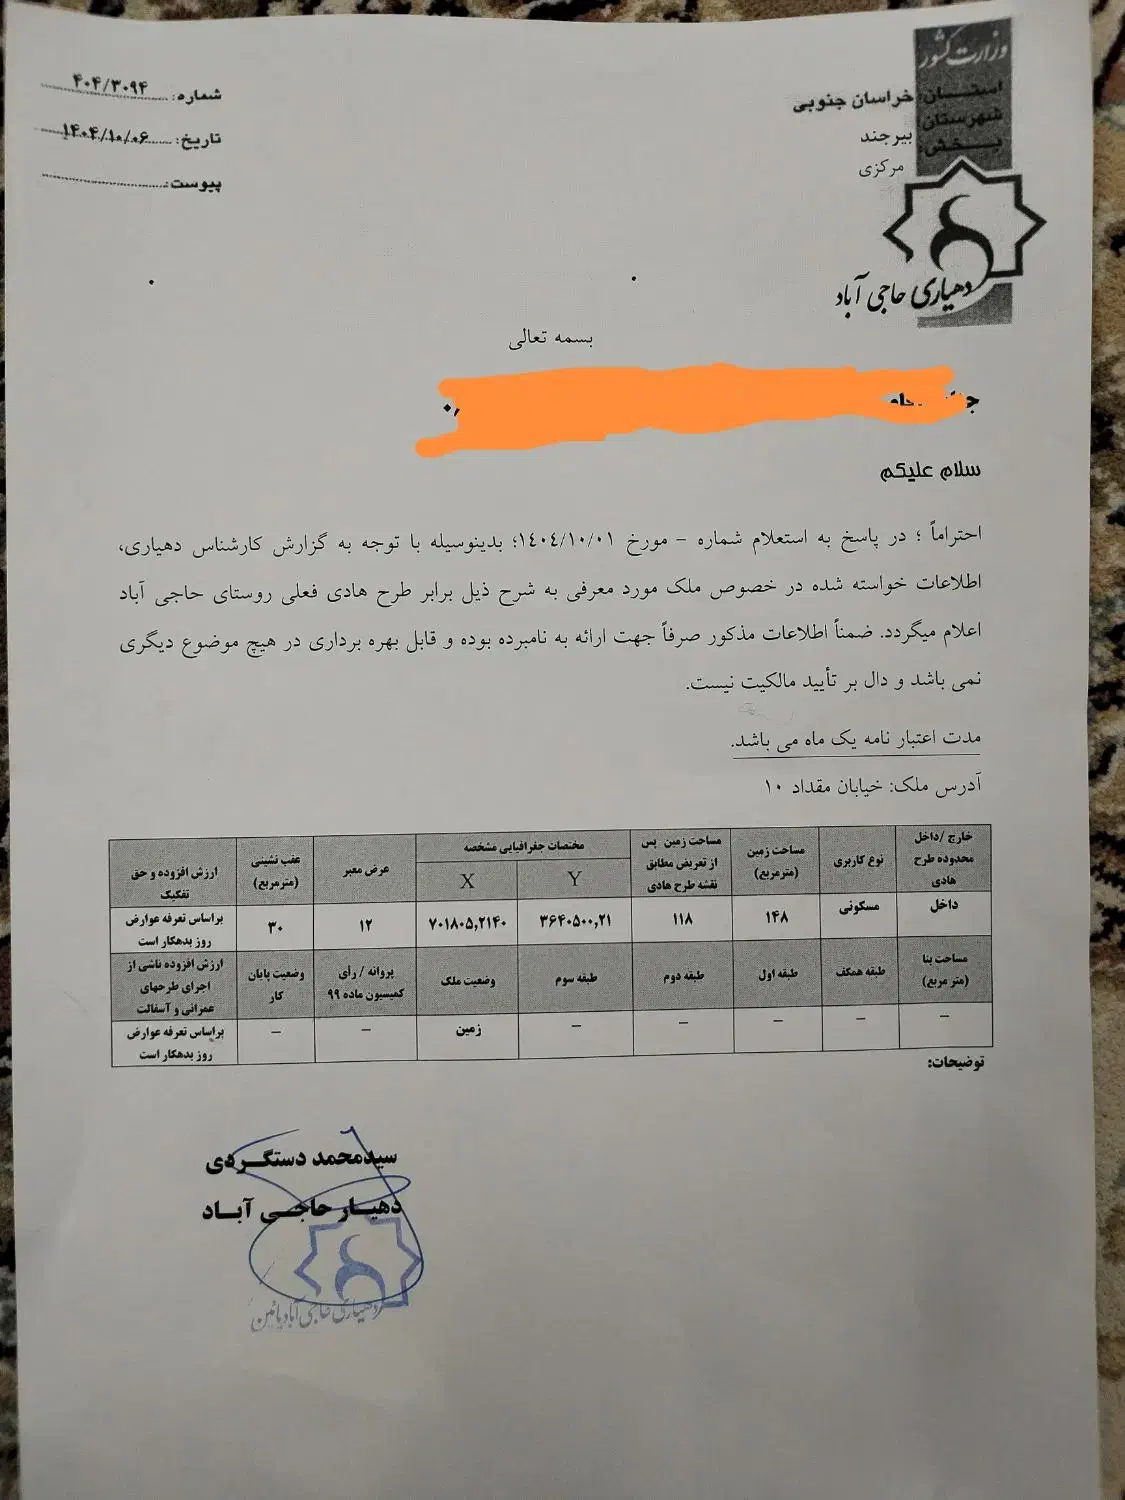 وزارت کشور
استان: خراسان جنوبی
شهرستان: بیرجند
بخش: مرکزی
دهیاری حاجی آباد
شماره: ۴۰۴/۳۰۹۴
تاریخ: ۱۴۰۴/۱۰/۰۶
پیوست:
بسمه تعالی
سلام علیکم
احتراماً ؛ در پاسخ به استعلام شماره – مورخ ۱۴۰۴/۱۰/۰۱؛ بدینوسیله با توجه به گزارش کارشناس دهیاری،
اطلاعات خواسته شده در خصوص ملک مورد معرفی به شرح ذیل برابر طرح هادی فعلی روستای حاجی آباد
اعلام میگردد. ضمناً اطلاعات مذکور صرفاً جهت ارائه به نامبرده بوده و قابل بهره برداری در هیچ موضوع دیگری
نمی باشد و دال بر تأیید مالکیت نیست.
مدت اعتبار نامه یک ماه می باشد.
آدرس ملک: خیابان مقداد ۱۰
خارج /داخل محدوده طرح هادی | نوع کاربری | مساحت زمین (مترمربع) | مساحت زمین پس از تعریض مطابق نقشه طرح هادی | مختصات جغرافیایی مشخصه Y | X | عرض معبر | عقب نشینی (مترمربع) | ارزش افزوده و حق تفکیک
داخل | مسکونی | ۱۴۸ | ۱۱۸ | ۳۶۴۰۵۰۰,۲۱ | ۷۰۱۸۰۵,۲۱۴۰ | ۱۲ | ۳۰ | براساس تعرفه عوارض روز بدهکار است
مساحت بنا (متر مربع) | طبقه همکف | طبقه اول | طبقه دوم | طبقه سوم | وضعیت ملک | پروانه / رأی کمیسیون ماده ۹۹ | وضعیت پایان کار | ارزش افزوده ناشی از اجرای طرحهای عمرانی و آسفالت
– | – | – | – | – | زمین | – | – | براساس تعرفه عوارض روز بدهکار است
توضیحات:
سیدمحمد دستگردی
دهیار حاجی آباد
دهیاری حاجی آباد پائین